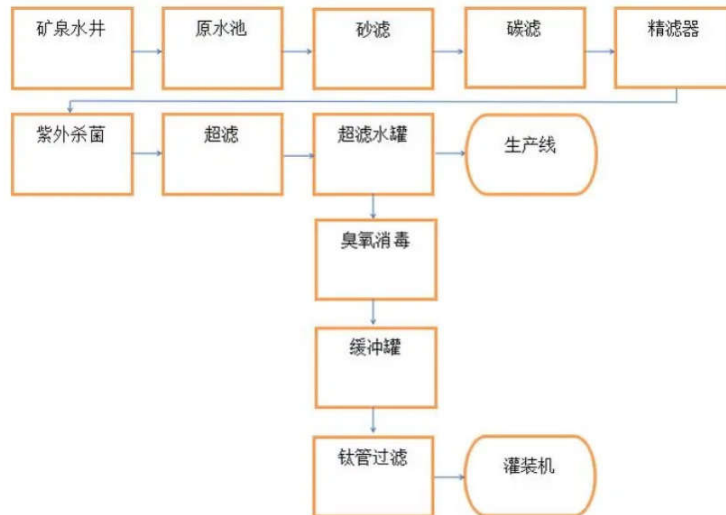 矿泉水井
原水池
砂滤
碳滤
精滤器
紫外杀菌
超滤
超滤水罐
生产线
臭氧消毒
缓冲罐
钛管过滤
灌装机